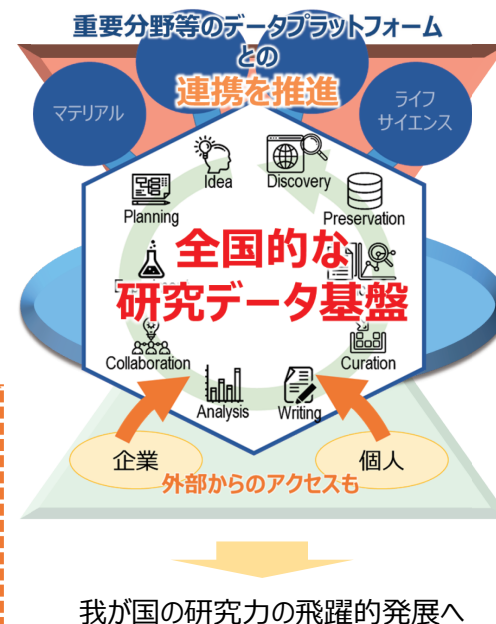 重要分野等のデータプラットフォーム
との
連携を推進
マテリアル
ライフ
サイエンス
Idea
Discovery
Planning
Preservation
全国的な
研究データ基盤
Collaboration
Curation
Analysis
Writing
企業
個人
外部からのアクセスも
我が国の研究力の飛躍的発展へ